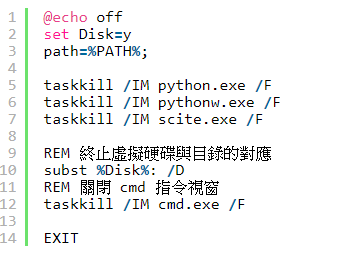 1 @echo off
2 set Disk=y
3 path=%PATH%;
4
5 taskkill /IM python.exe /F
6 taskkill /IM pythonw.exe /F
7 taskkill /IM scite.exe /F
8
9 REM 終止虛擬硬碟與目錄的對應
10 subst %Disk%: /D
11 REM 關閉 cmd 指令視窗
12 taskkill /IM cmd.exe /F
13
14 EXIT